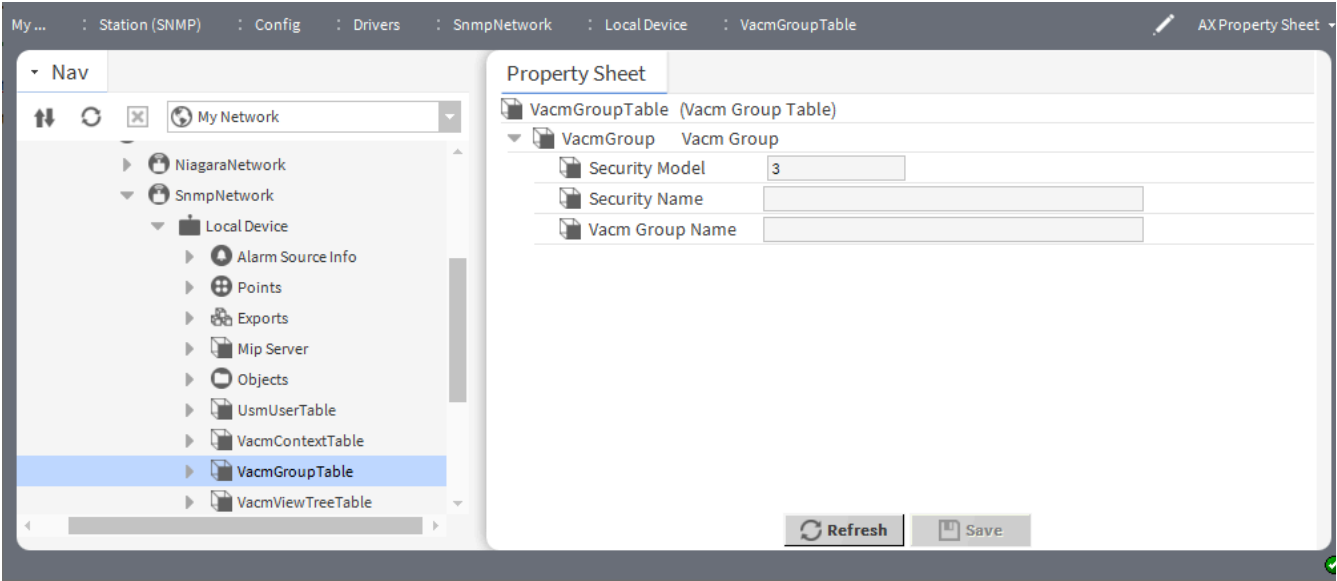 My ... : Station (SNMP) : Config : Drivers : SnmpNetwork : Local Device : VacmGroupTable AX Property Sheet
Nav
My Network
NiagaraNetwork
SnmpNetwork
Local Device
Alarm Source Info
Points
Exports
Mip Server
Objects
UsmUserTable
VacmContextTable
VacmGroupTable
VacmViewTreeTable
Property Sheet
VacmGroupTable (Vacm Group Table)
VacmGroup Vacm Group
Security Model 3
Security Name
Vacm Group Name
Refresh Save